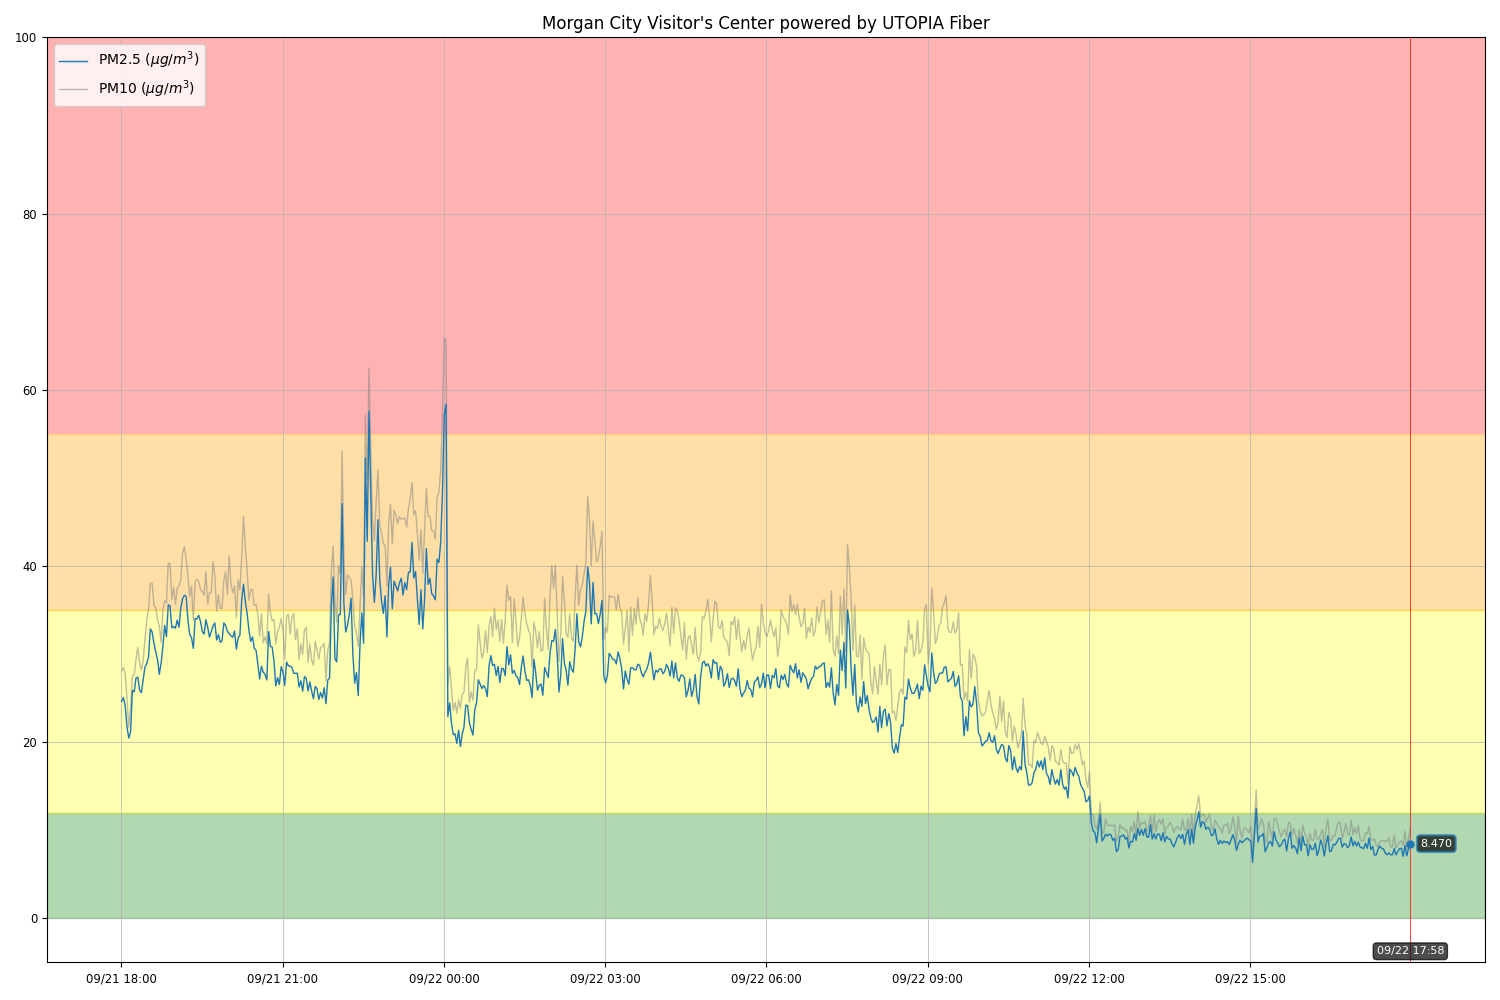 Morgan City Visitor's Center powered by UTOPIA Fiber
PM2.5 (μg/m³)
PM10 (μg/m³)
100
80
60
40
20
0
8.470
09/22 17:58
09/21 18:00 09/21 21:00 09/22 00:00 09/22 03:00 09/22 06:00 09/22 09:00 09/22 12:00 09/22 15:00